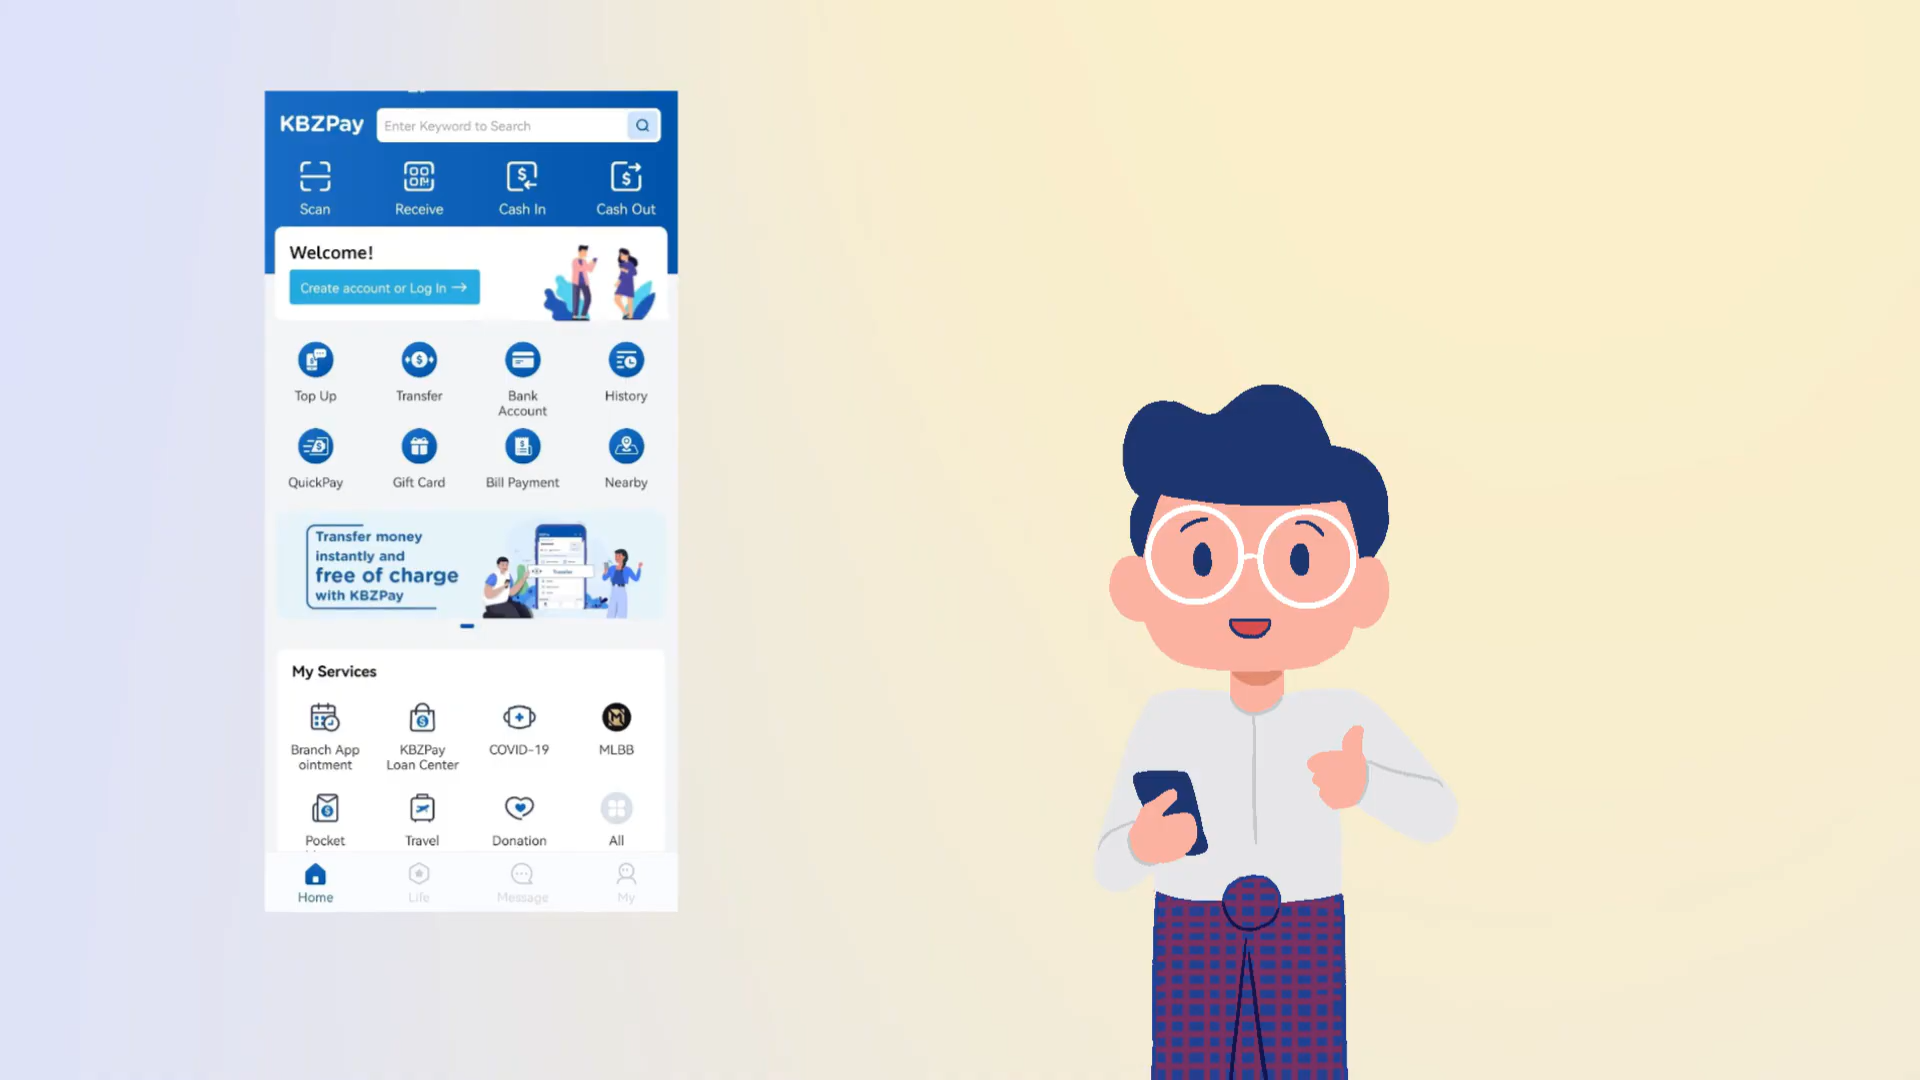 KBZPay
Enter Keyword to Search
Scan
Receive
Cash In
Cash Out
Welcome!
Create account or Log In →
Top Up
Transfer
Bank
Account
History
QuickPay
Gift Card
Bill Payment
Nearby
Transfer money
instantly and
free of charge
with KBZPay
My Services
Branch App
ointment
KBZPay
Loan Center
COVID-19
MLBB
Pocket
Travel
Donation
All
Home
Life
Message
My